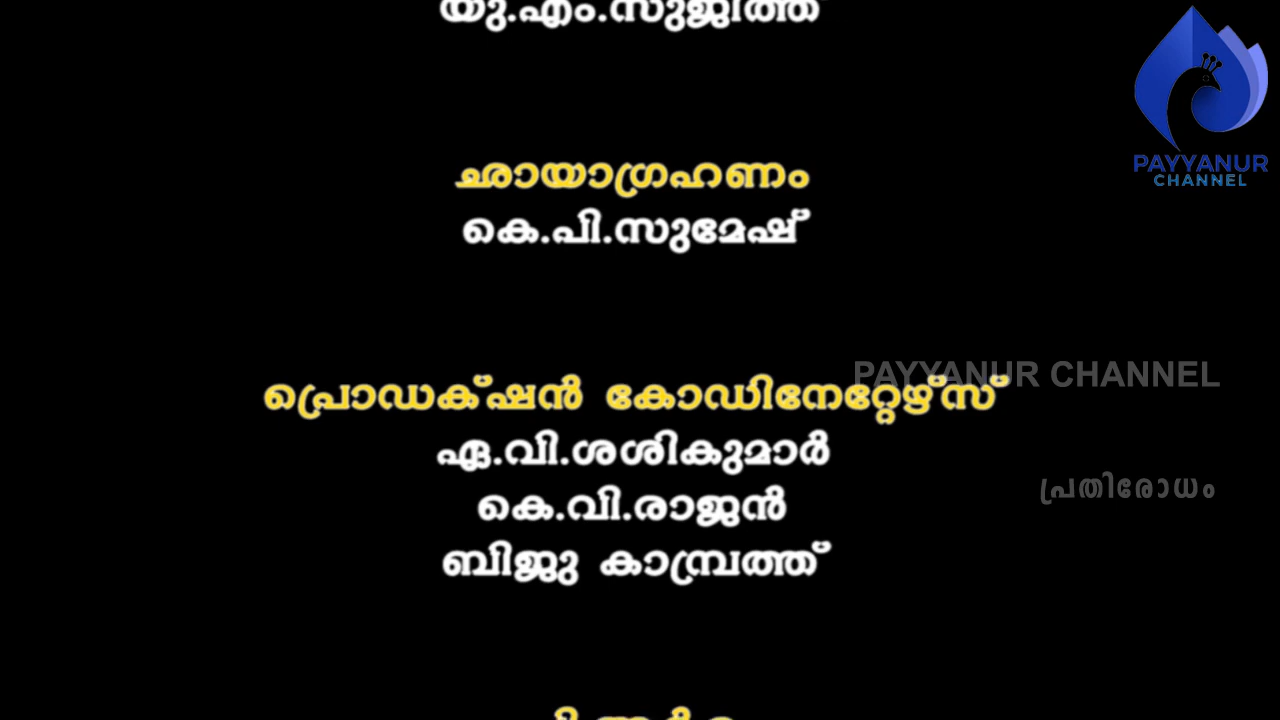 യു.എം.സുജിത്ത്
ഛായാഗ്രഹണം
കെ.പി.സുമേഷ്
പ്രൊഡക്ഷൻ കോഡിനേറ്റേഴ്സ്
ഏ.വി.ശശികുമാർ
കെ.വി.രാജൻ
ബിജു കാമ്പ്രത്ത്
PAYYANUR
CHANNEL
PAYYANUR CHANNEL
പ്രതിരോധം